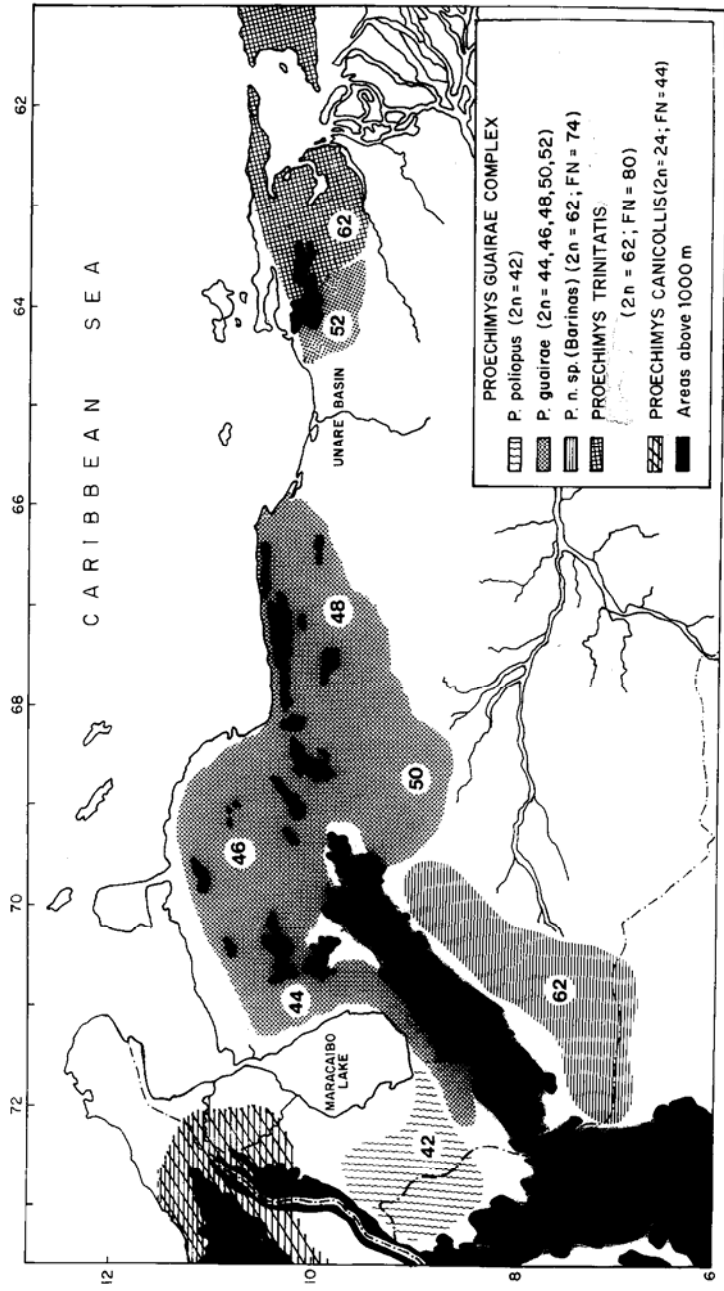 62
64
66
68
70
72
12
10
8
6
CARIBBEAN SEA
MARACAIBO
LAKE
UNARE BASIN
42
44
46
48
50
52
62
62
PROECHIMYS GUAIRAE COMPLEX
P. poliopus (2n = 42)
P. guairae (2n = 44,46,48,50,52)
P. n. sp. (Barinas) (2n = 62; FN = 74)
PROECHIMYS TRINITATIS
(2n = 62; FN = 80)
PROECHIMYS CANICOLLIS (2n = 24; FN = 44)
Areas above 1000 m